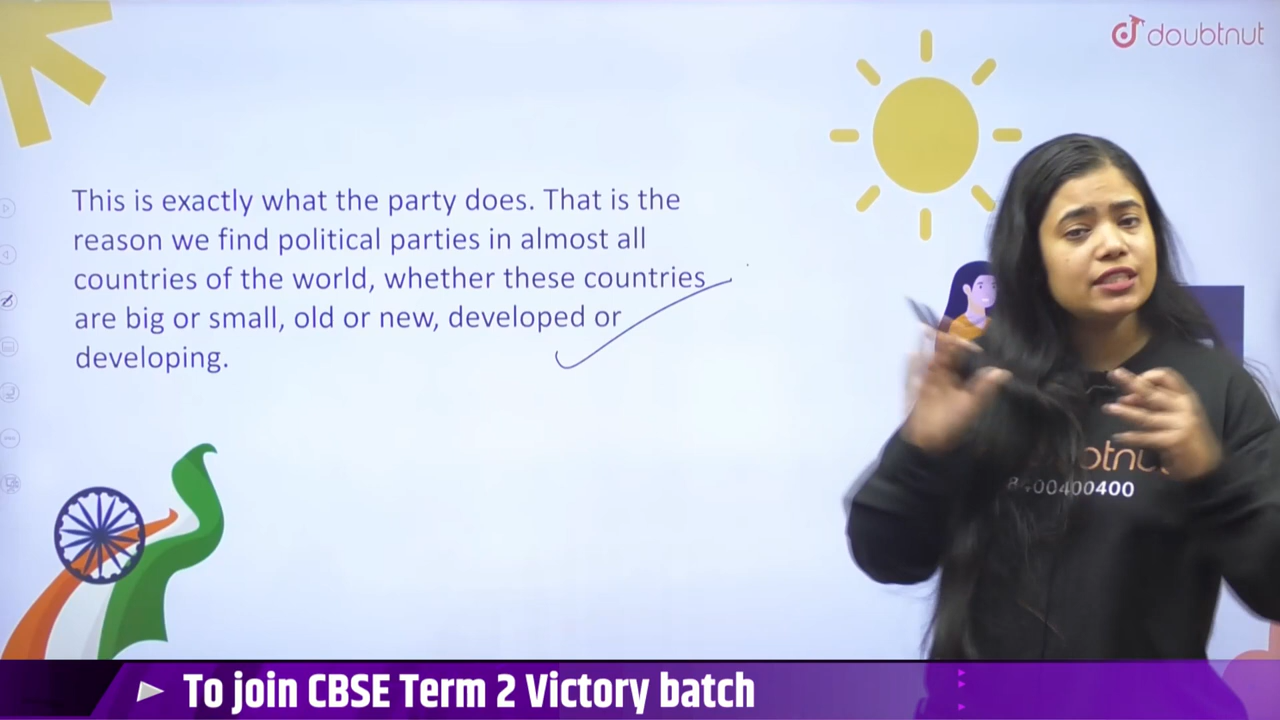 doubtnut
This is exactly what the party does. That is the
reason we find political parties in almost all
countries of the world, whether these countries
are big or small, old or new, developed or
developing.
To join CBSE Term 2 Victory batch